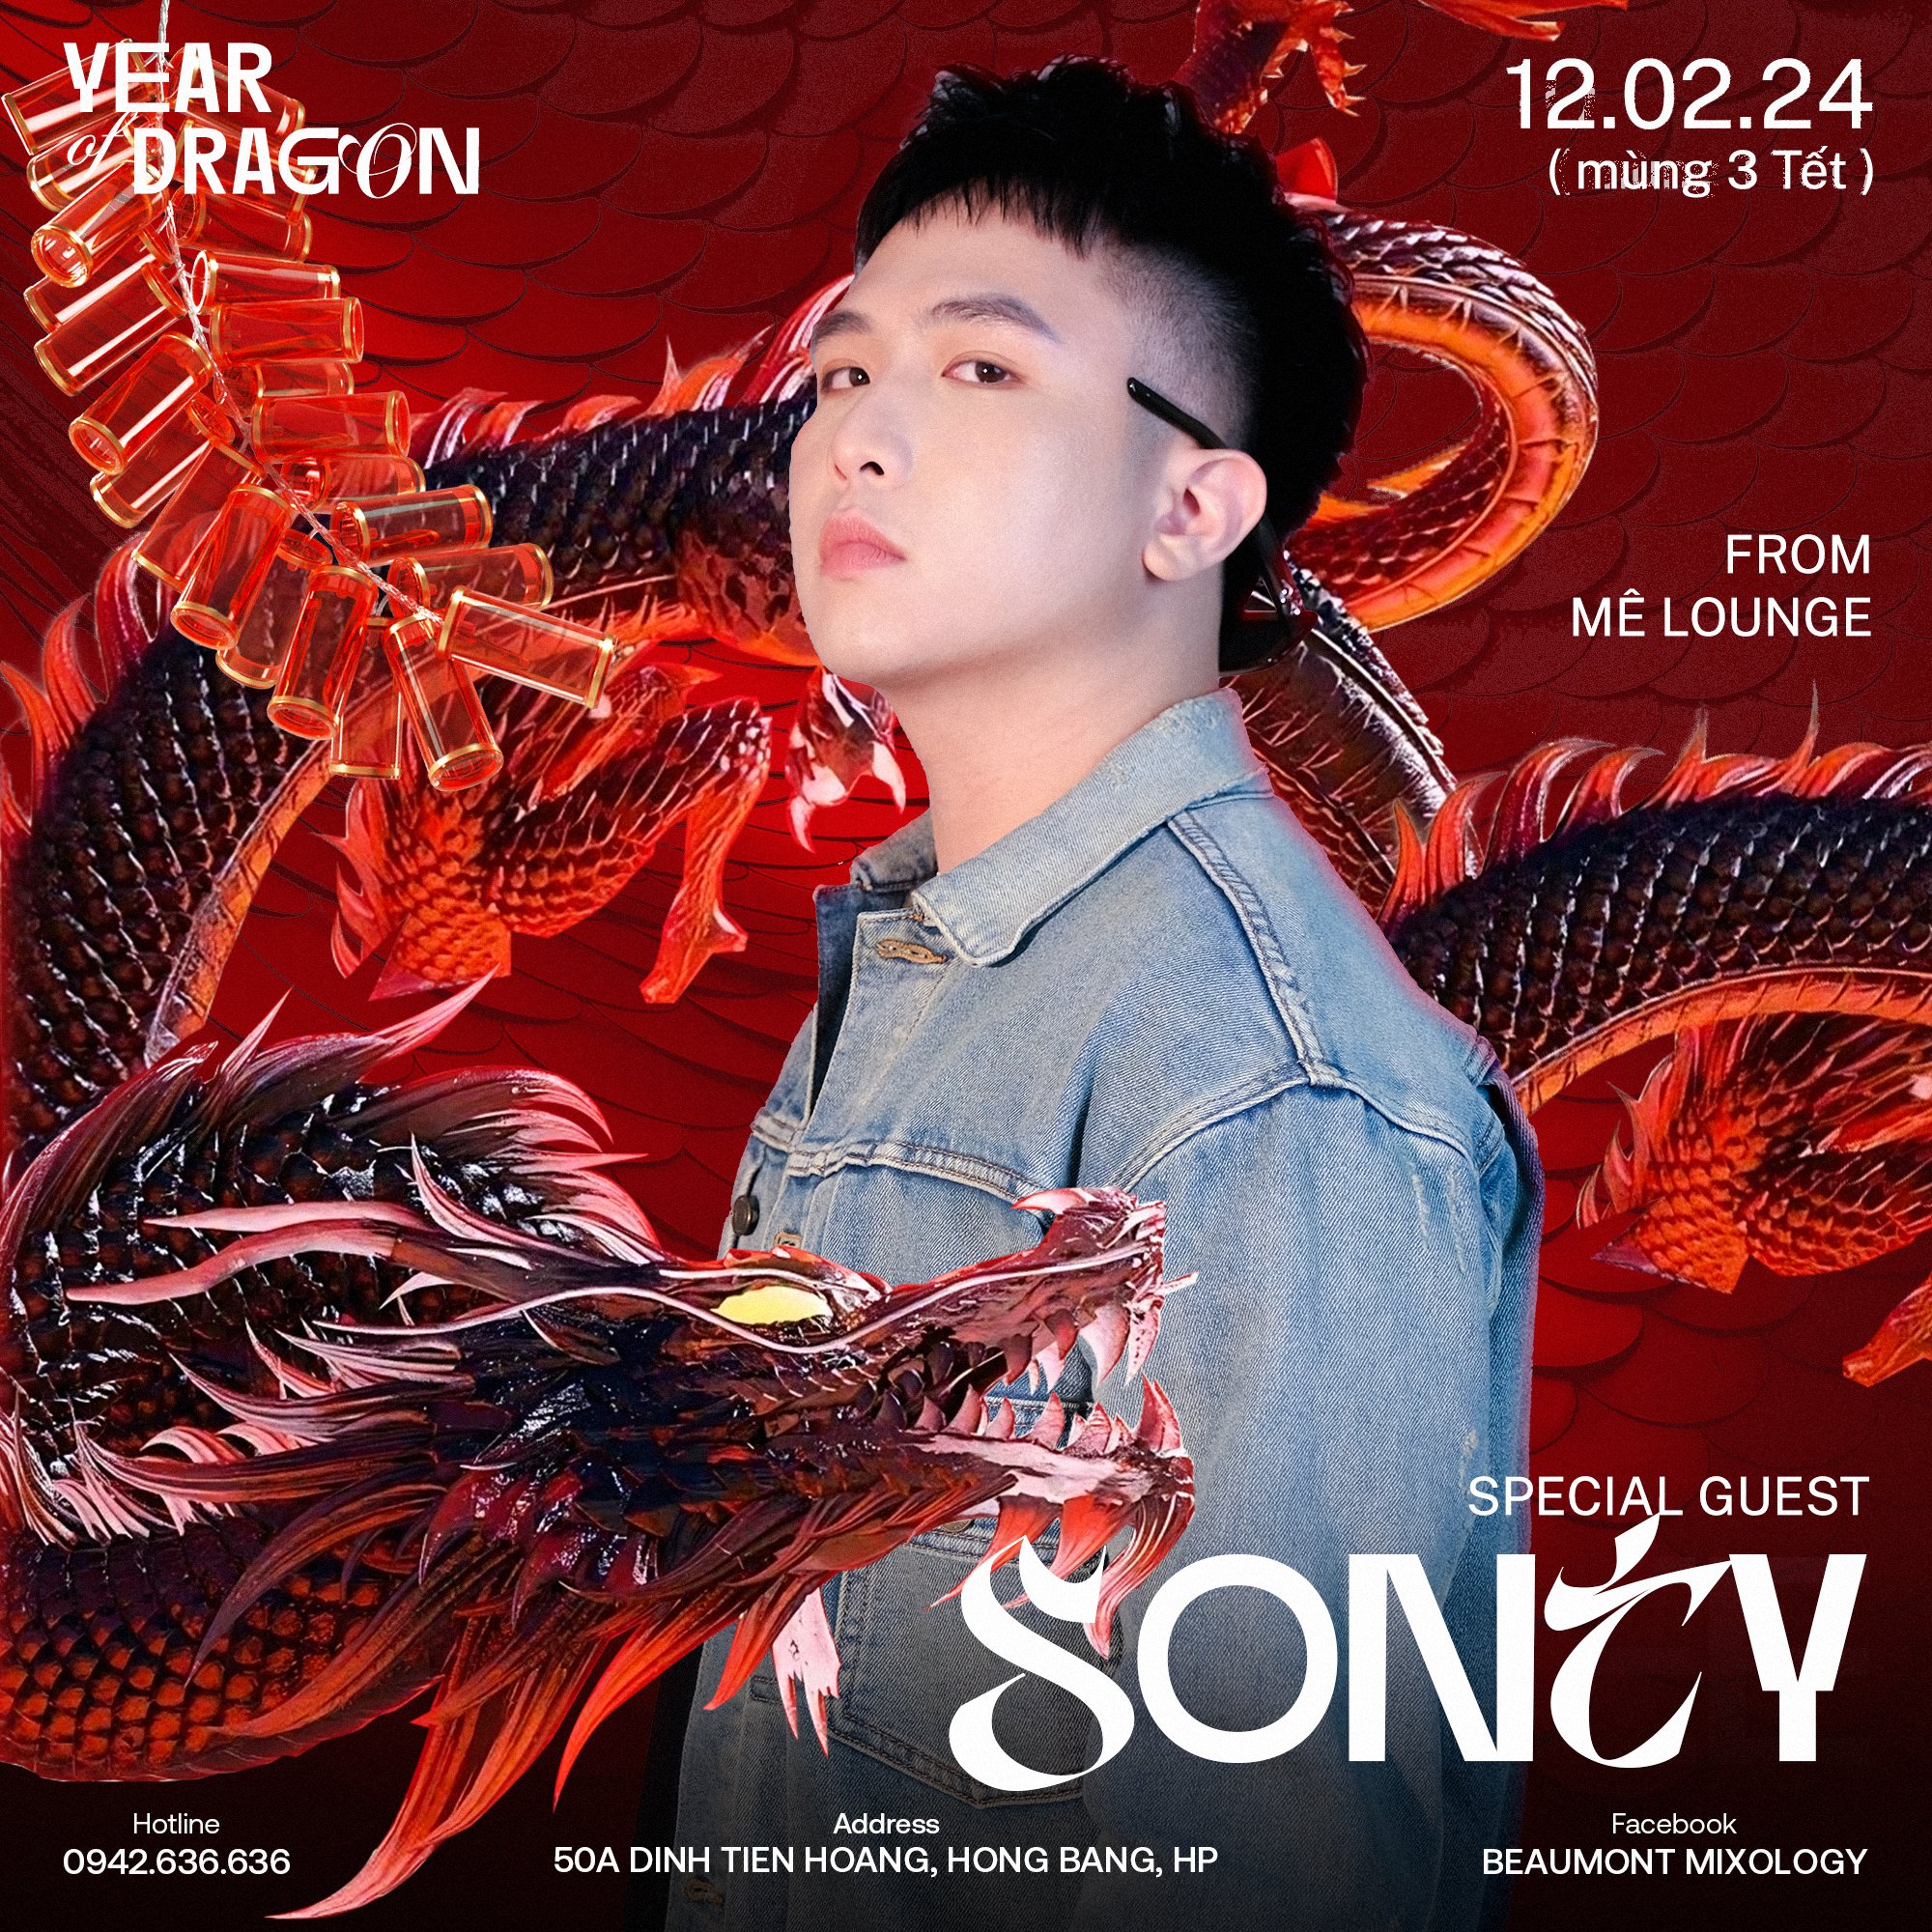 YEAR
of DRAGON
12.02.24
( mùng 3 Tết )
FROM
MÊ LOUNGE
SPECIAL GUEST
SONTY
Hotline
0942.636.636
Address
50A DINH TIEN HOANG, HONG BANG, HP
Facebook
BEAUMONT MIXOLOGY